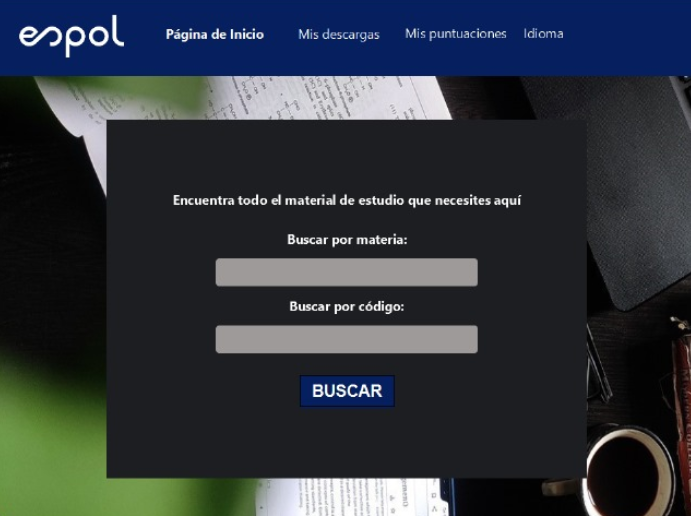 espol
Página de Inicio Mis descargas Mis puntuaciones Idioma
Encuentra todo el material de estudio que necesites aquí
Buscar por materia:
Buscar por código:
BUSCAR